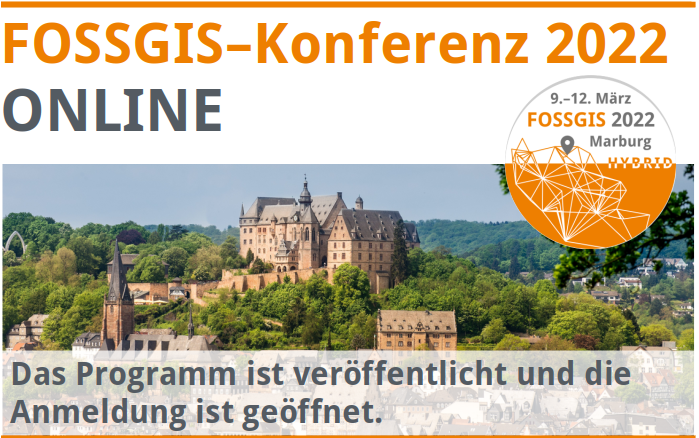 FOSSGIS–Konferenz 2022
ONLINE
9.–12. März
FOSSGIS 2022
Marburg
HYBRID
Das Programm ist veröffentlicht und die
Anmeldung ist geöffnet.